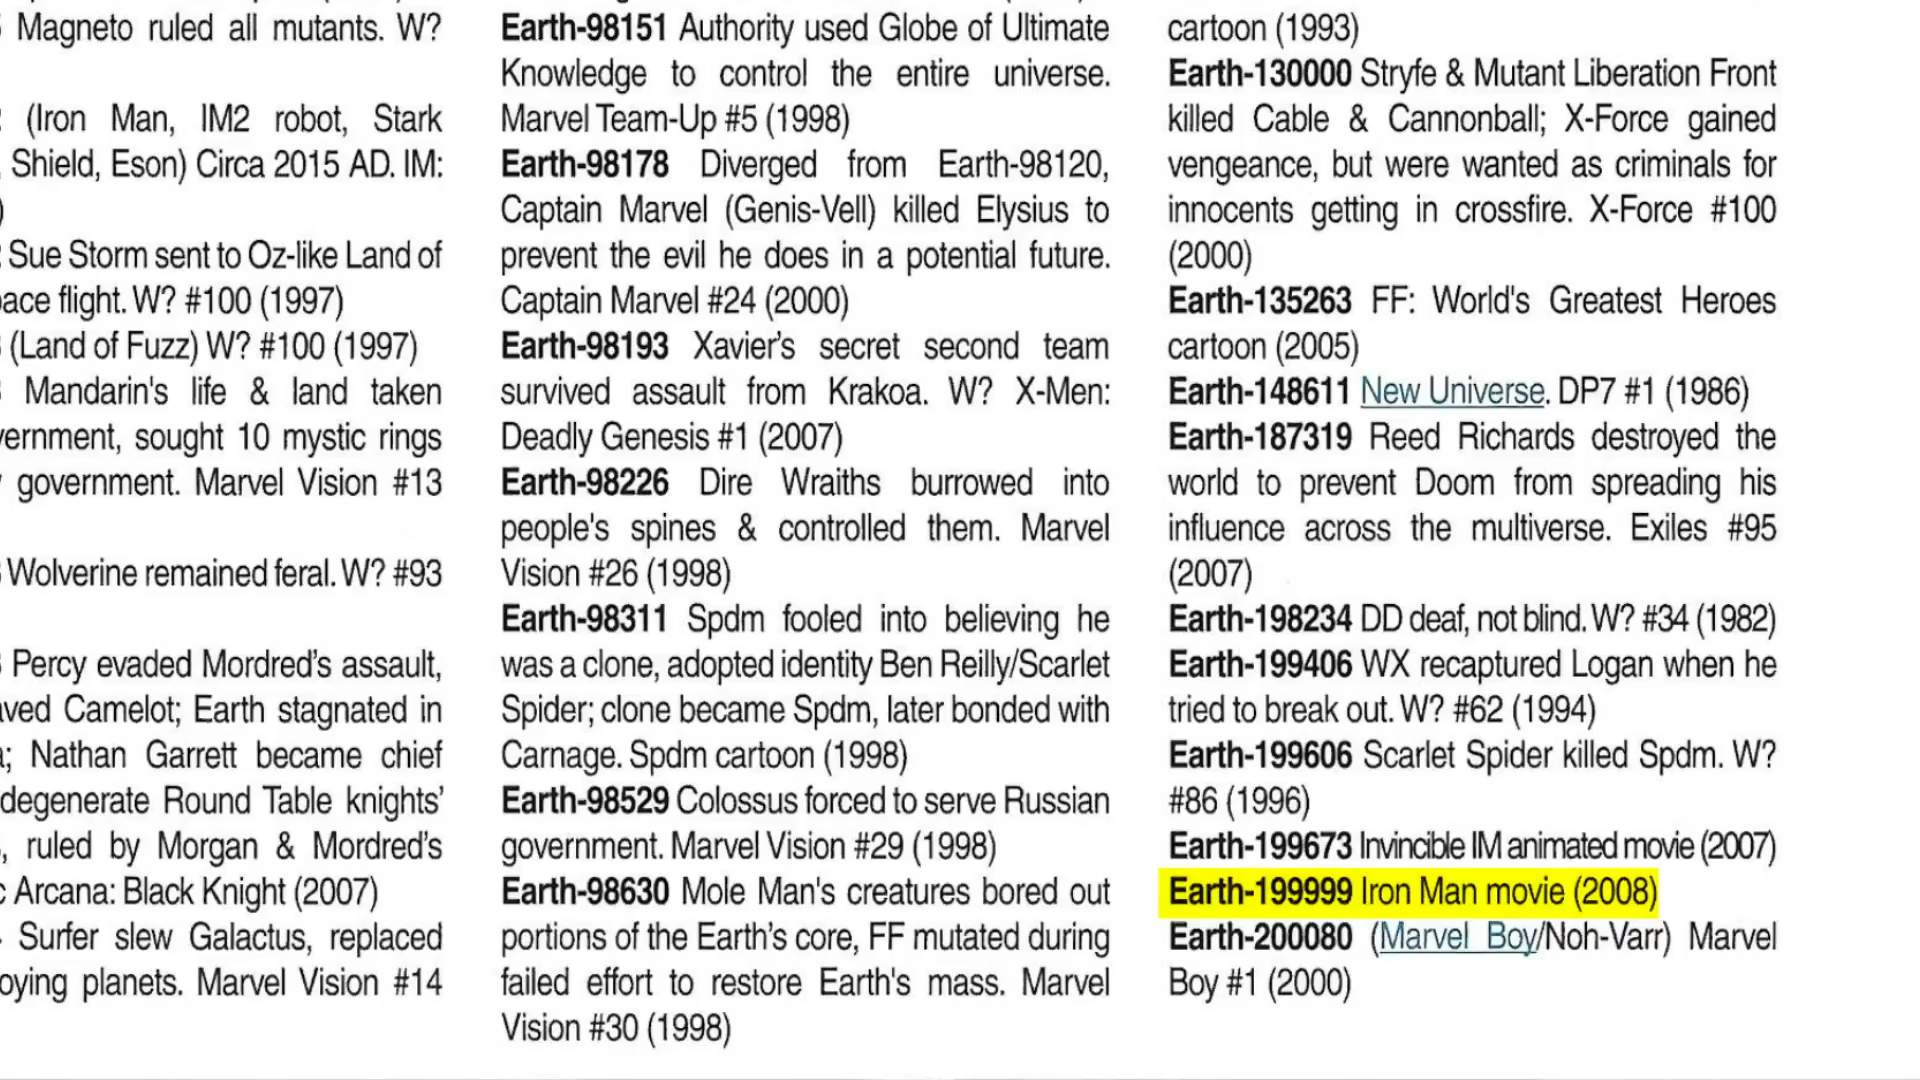 Magneto ruled all mutants. W?
(Iron Man, IM2 robot, Stark
Shield, Eson) Circa 2015 AD. IM:
)
Sue Storm sent to Oz-like Land of
ace flight. W? #100 (1997)
(Land of Fuzz) W? #100 (1997)
Mandarin's life & land taken
vernment, sought 10 mystic rings
government. Marvel Vision #13
Wolverine remained feral. W? #93
Percy evaded Mordred's assault,
aved Camelot; Earth stagnated in
; Nathan Garrett became chief
degenerate Round Table knights'
, ruled by Morgan & Mordred's
c Arcana: Black Knight (2007)
Surfer slew Galactus, replaced
oying planets. Marvel Vision #14
Earth-98151 Authority used Globe of Ultimate
Knowledge to control the entire universe.
Marvel Team-Up #5 (1998)
Earth-98178 Diverged from Earth-98120,
Captain Marvel (Genis-Vell) killed Elysius to
prevent the evil he does in a potential future.
Captain Marvel #24 (2000)
Earth-98193 Xavier's secret second team
survived assault from Krakoa. W? X-Men:
Deadly Genesis #1 (2007)
Earth-98226 Dire Wraiths burrowed into
people's spines & controlled them. Marvel
Vision #26 (1998)
Earth-98311 Spdm fooled into believing he
was a clone, adopted identity Ben Reilly/Scarlet
Spider; clone became Spdm, later bonded with
Carnage. Spdm cartoon (1998)
Earth-98529 Colossus forced to serve Russian
government. Marvel Vision #29 (1998)
Earth-98630 Mole Man's creatures bored out
portions of the Earth's core, FF mutated during
failed effort to restore Earth's mass. Marvel
Vision #30 (1998)
cartoon (1993)
Earth-130000 Stryfe & Mutant Liberation Front
killed Cable & Cannonball; X-Force gained
vengeance, but were wanted as criminals for
innocents getting in crossfire. X-Force #100
(2000)
Earth-135263 FF: World's Greatest Heroes
cartoon (2005)
Earth-148611 New Universe. DP7 #1 (1986)
Earth-187319 Reed Richards destroyed the
world to prevent Doom from spreading his
influence across the multiverse. Exiles #95
(2007)
Earth-198234 DD deaf, not blind. W? #34 (1982)
Earth-199406 WX recaptured Logan when he
tried to break out. W? #62 (1994)
Earth-199606 Scarlet Spider killed Spdm. W?
#86 (1996)
Earth-199673 Invincible IM animated movie (2007)
Earth-199999 Iron Man movie (2008)
Earth-200080 (Marvel Boy/Noh-Varr) Marvel
Boy #1 (2000)